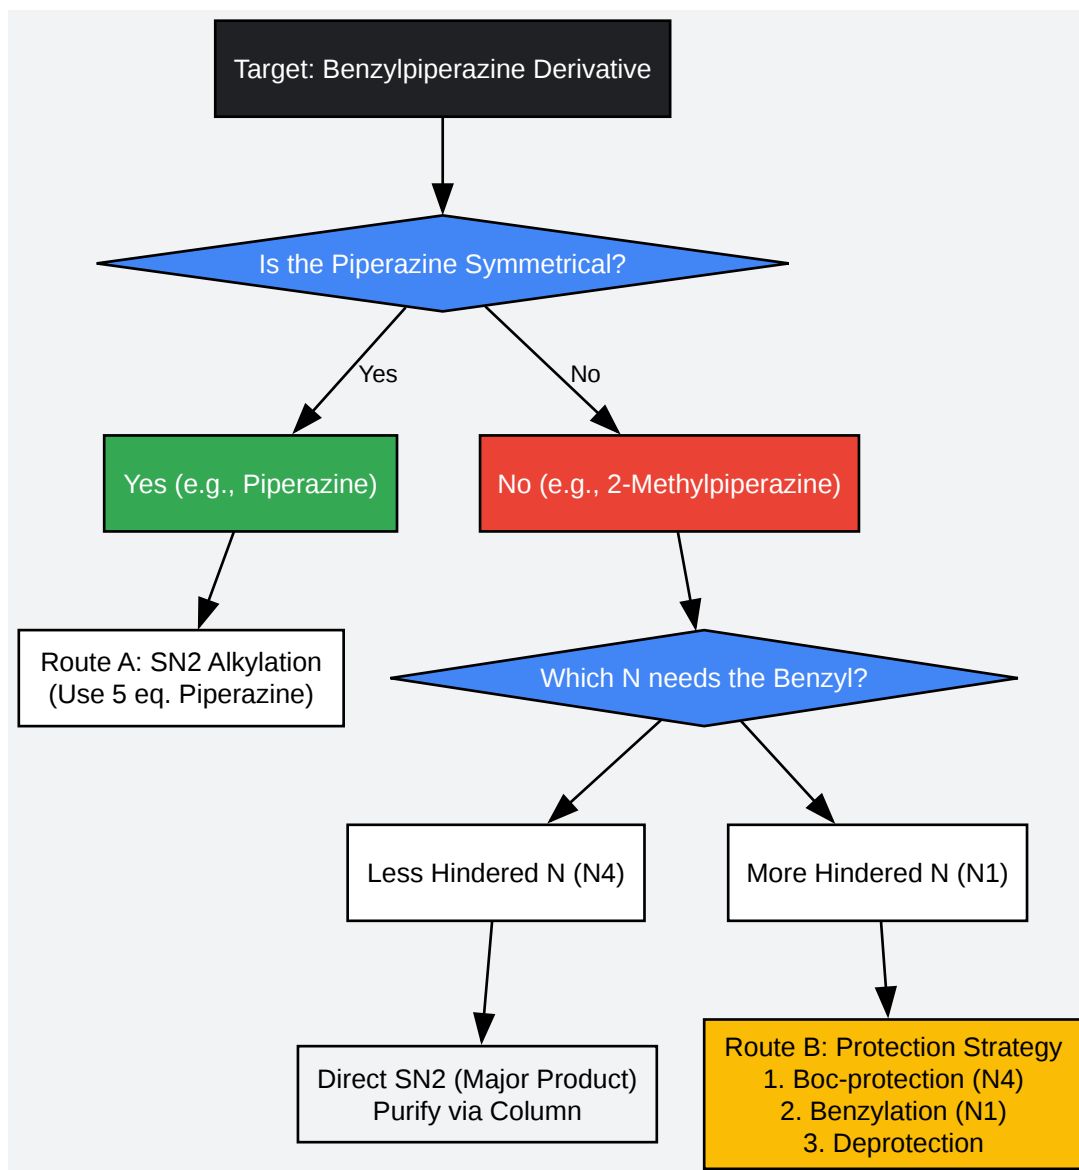 Target: Benzylpiperazine Derivative
Is the Piperazine Symmetrical?
Yes
No
Yes (e.g., Piperazine)
No (e.g., 2-Methylpiperazine)
Route A: SN2 Alkylation
(Use 5 eq. Piperazine)
Which N needs the Benzyl?
Less Hindered N (N4)
More Hindered N (N1)
Direct SN2 (Major Product)
Purify via Column
Route B: Protection Strategy
1. Boc-protection (N4)
2. Benzylation (N1)
3. Deprotection